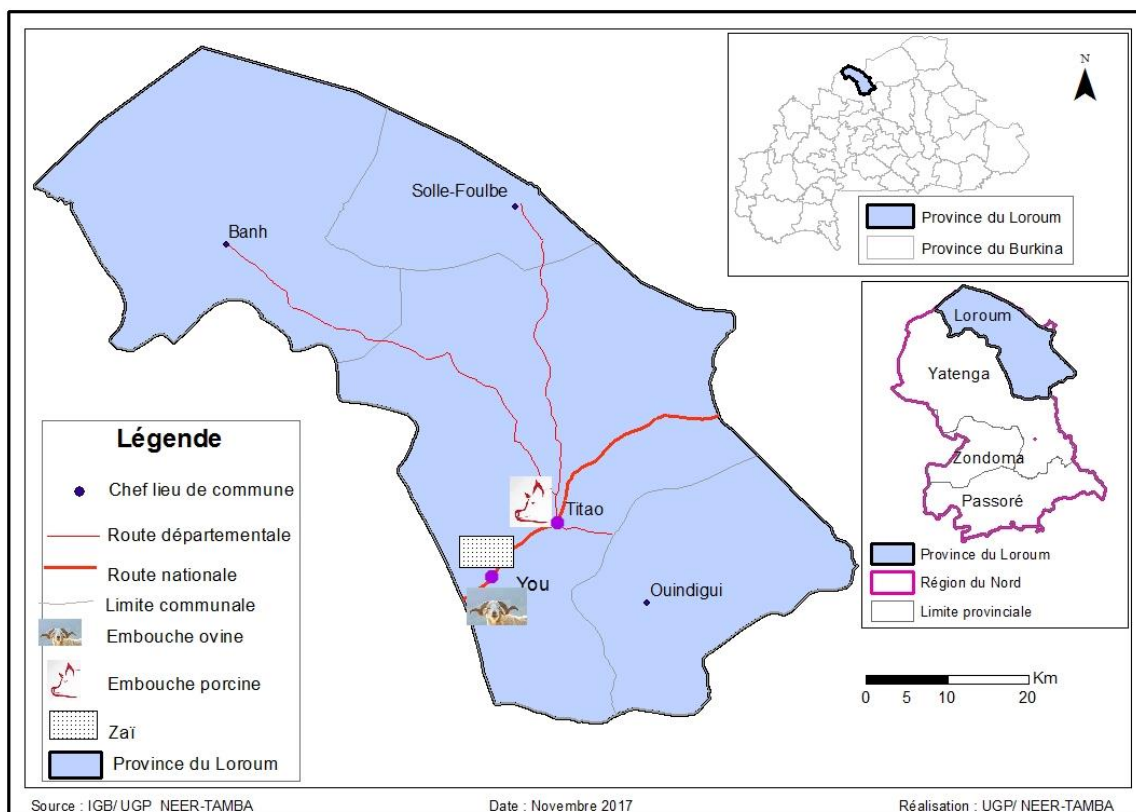 Solle-Foulbe
Banh
Titao
You
Ouindigui
Légende
Chef lieu de commune
Route départementale
Route nationale
Limite communale
Embouche ovine
Embouche porcine
Zaï
Province du Loroum
N
Province du Loroum
Province du Burkina
Loroum
Yatenga
Zondoma
Passoré
Province du Loroum
Région du Nord
Limite provinciale
Km
0 5 10 20
Source : IGB/ UGP NEER-TAMBA
Date : Novembre 2017
Réalisation : UGP/ NEER-TAMBA